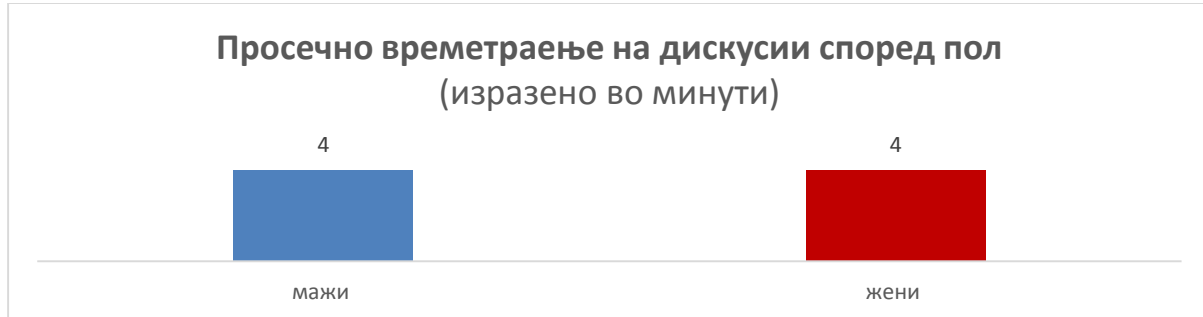 Просечно времетраење на дискусии според пол
(изразено во минути)
4
4
мажи
жени